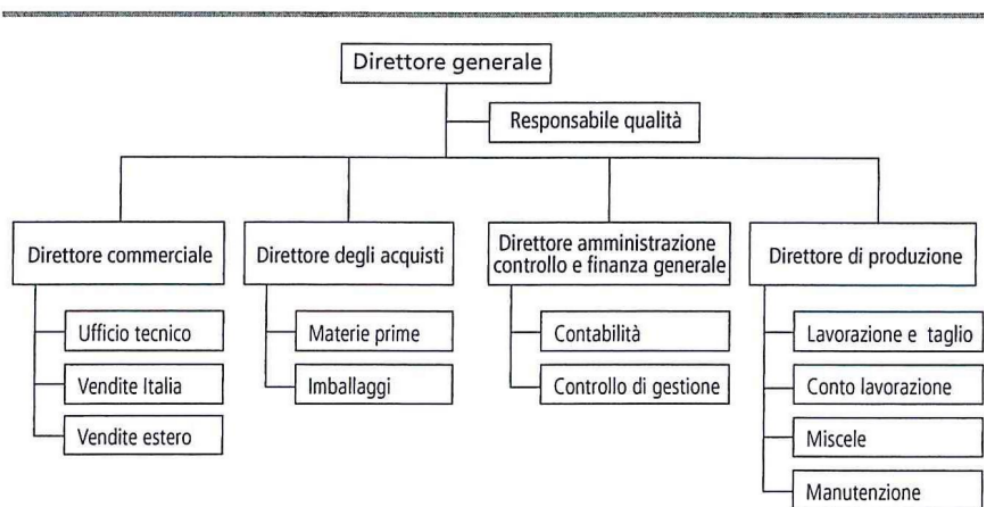 Direttore generale
Responsabile qualità
Direttore commerciale
Ufficio tecnico
Vendite Italia
Vendite estero
Direttore degli acquisti
Materie prime
Imballaggi
Direttore amministrazione
controllo e finanza generale
Contabilità
Controllo di gestione
Direttore di produzione
Lavorazione e taglio
Conto lavorazione
Miscele
Manutenzione